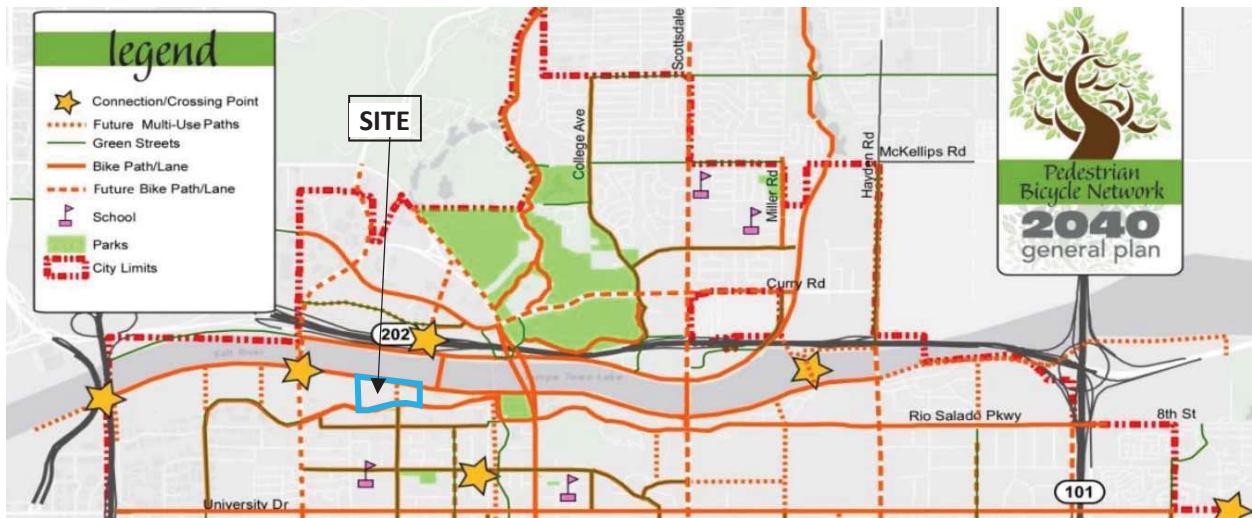 legend
Connection/Crossing Point
Future Multi-Use Paths
Green Streets
Bike Path/Lane
Future Bike Path/Lane
School
Parks
City Limits
SITE
202
Salt River
Tempe Town Lake
College Ave
Scottsdale
Miller Rd
Hayden Rd
McKellips Rd
Curry Rd
Rio Salado Pkwy
8th St
University Dr
101
Pedestrian
Bicycle Network
2040
general plan